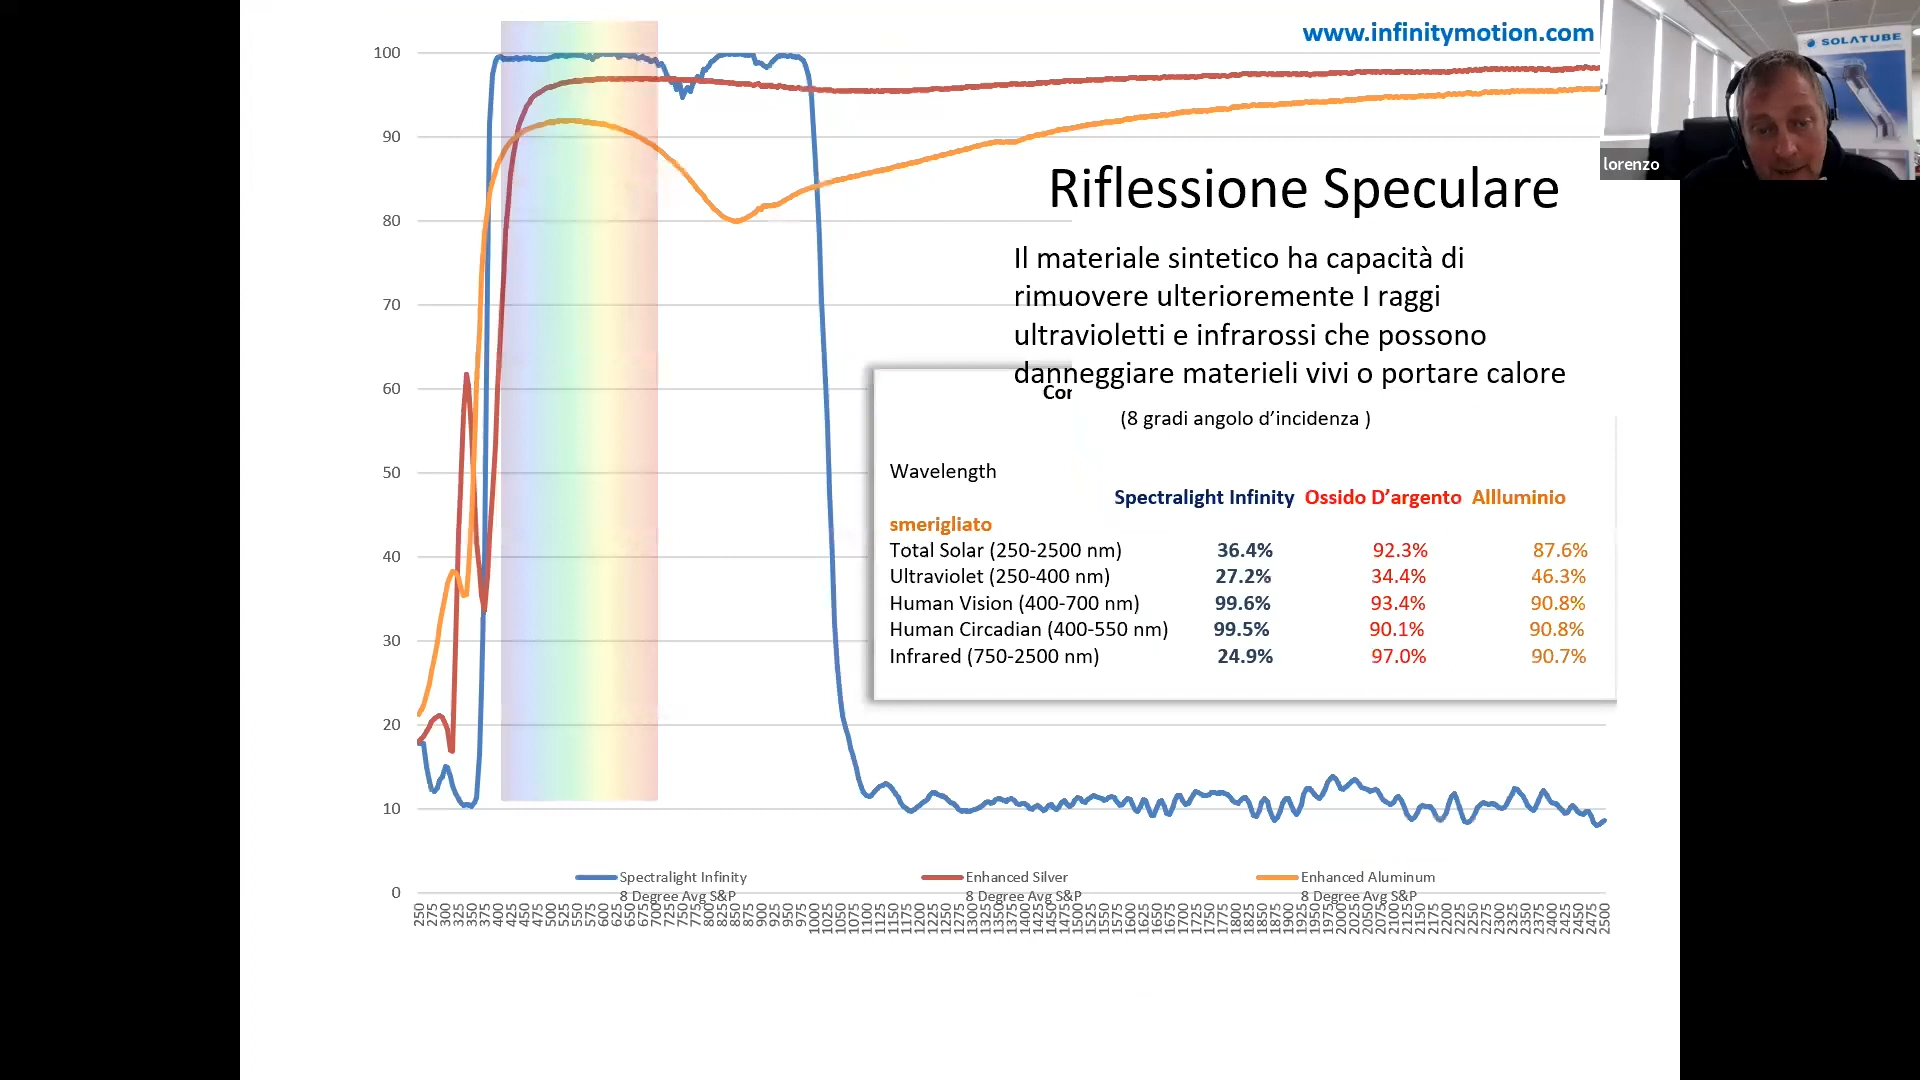 www.infinitymotion.com
SOLATUBE
lorenzo
Riflessione Speculare
Il materiale sintetico ha capacità di
rimuovere ulterioremente I raggi
ultravioletti e infrarossi che possono
danneggiare materieli vivi o portare calore
Cor
(8 gradi angolo d’incidenza )
Wavelength
Spectralight Infinity Ossido D’argento Allluminio
smerigliato
Total Solar (250-2500 nm) 36.4% 92.3% 87.6%
Ultraviolet (250-400 nm) 27.2% 34.4% 46.3%
Human Vision (400-700 nm) 99.6% 93.4% 90.8%
Human Circadian (400-550 nm) 99.5% 90.1% 90.8%
Infrared (750-2500 nm) 24.9% 97.0% 90.7%
100
90
80
70
60
50
40
30
20
10
0
Spectralight Infinity
8 Degree Avg S&P
Enhanced Silver
8 Degree Avg S&P
Enhanced Aluminum
8 Degree Avg S&P
250 275 300 325 350 375 400 425 450 475 500 525 550 575 600 625 650 675 700 725 750 775 800 825 850 875 900 925 950 975 1000 1025 1050 1075 1100 1125 1150 1175 1200 1225 1250 1275 1300 1325 1350 1375 1400 1425 1450 1475 1500 1525 1550 1575 1600 1625 1650 1675 1700 1725 1750 1775 1800 1825 1850 1875 1900 1925 1950 1975 2000 2025 2050 2075 2100 2125 2150 2175 2200 2225 2250 2275 2300 2325 2350 2375 2400 2425 2450 2475 2500